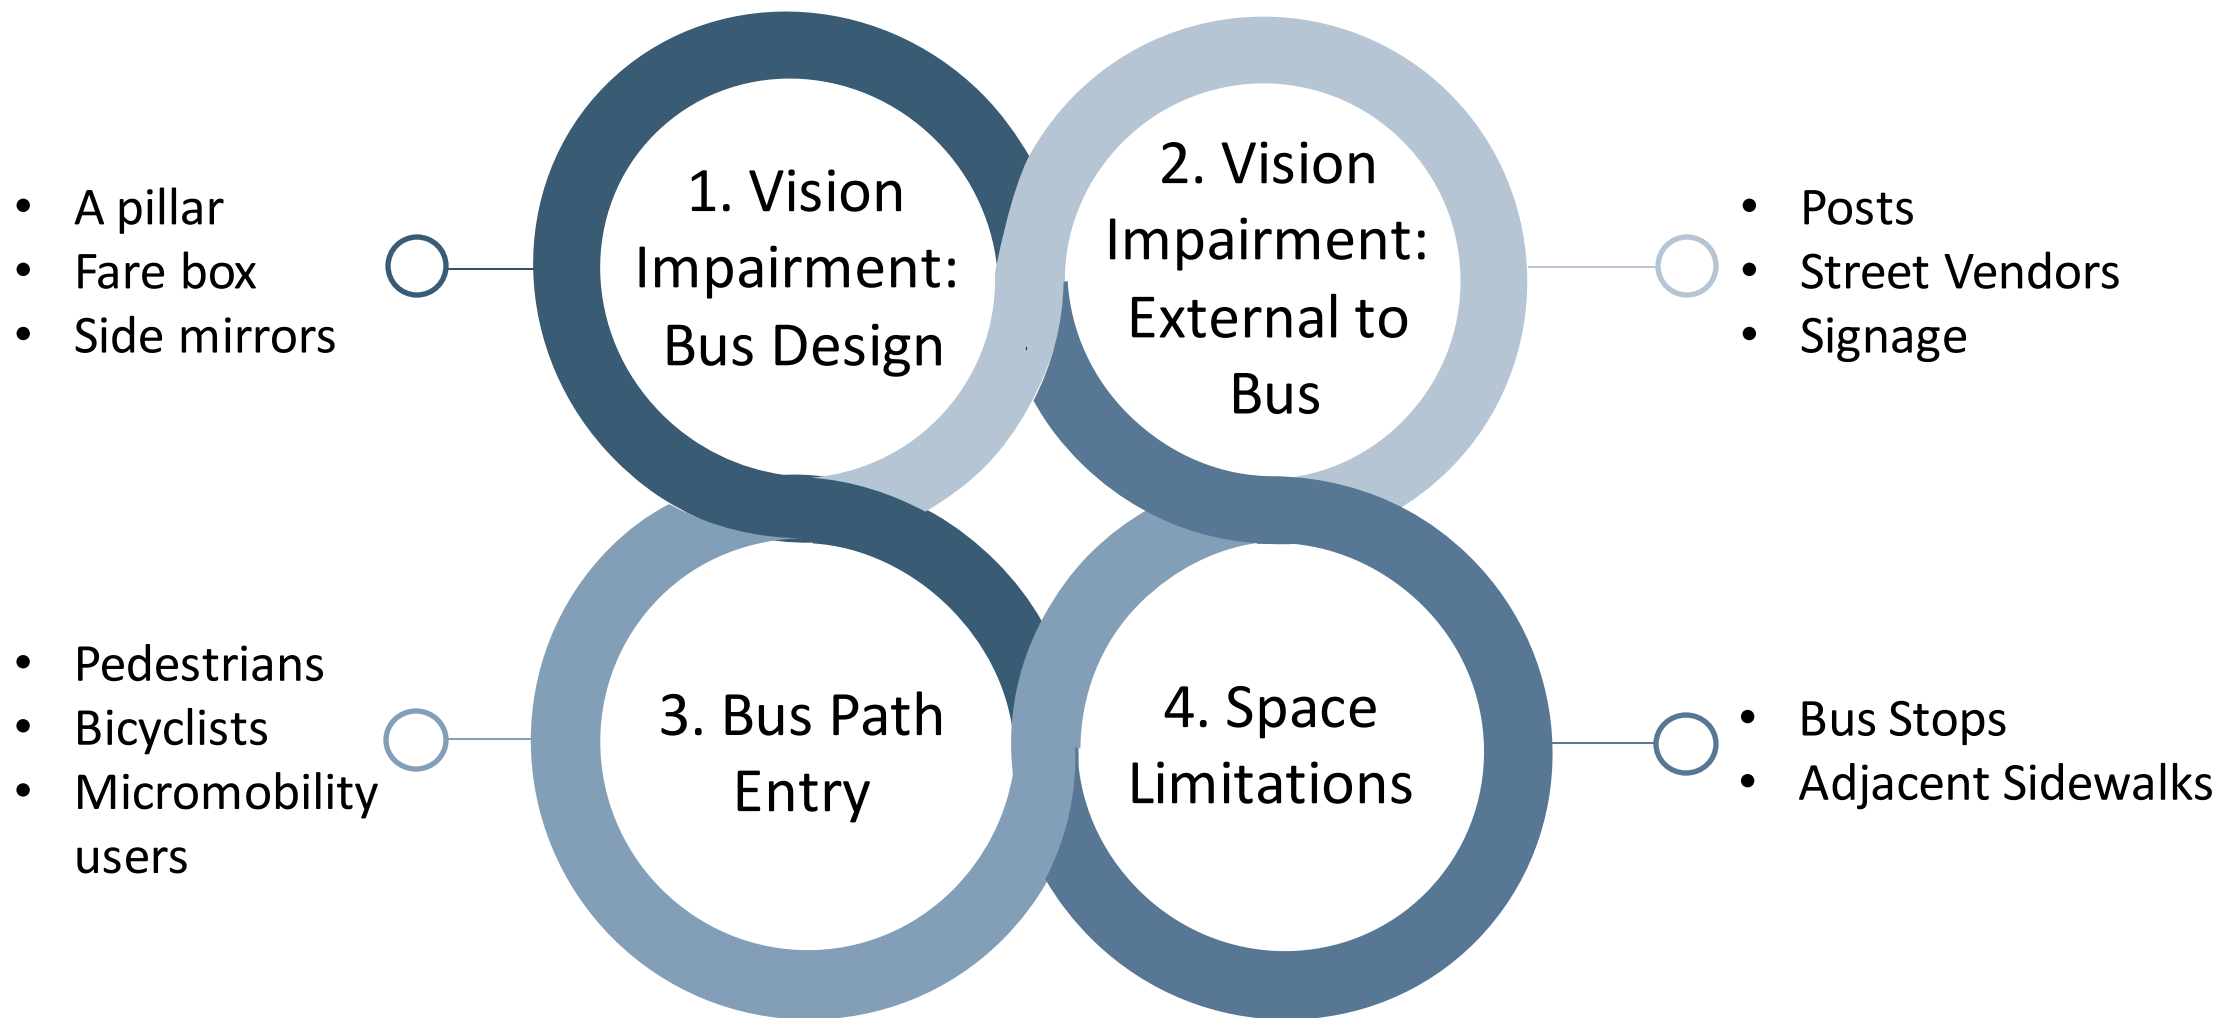 1. Vision
Impairment:
Bus Design
• A pillar
• Fare box
• Side mirrors
2. Vision
Impairment:
External to
Bus
• Posts
• Street Vendors
• Signage
3. Bus Path
Entry
• Pedestrians
• Bicyclists
• Micromobility
users
4. Space
Limitations
• Bus Stops
• Adjacent Sidewalks